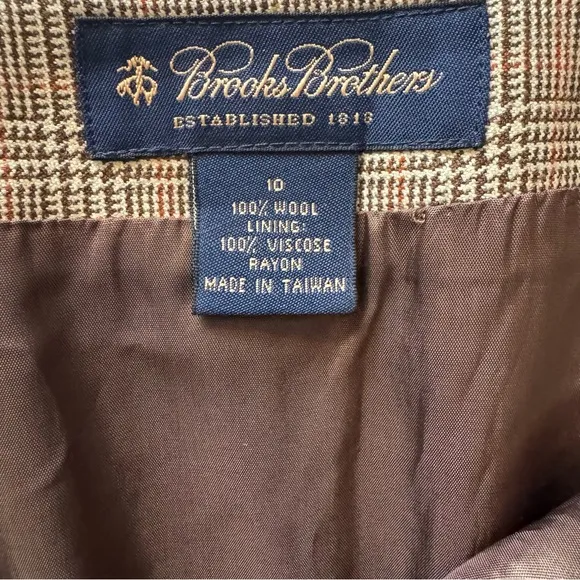 Brooks Brothers
ESTABLISHED 1818
10
100% WOOL
LINING:
100% VISCOSE
RAYON
MADE IN TAIWAN